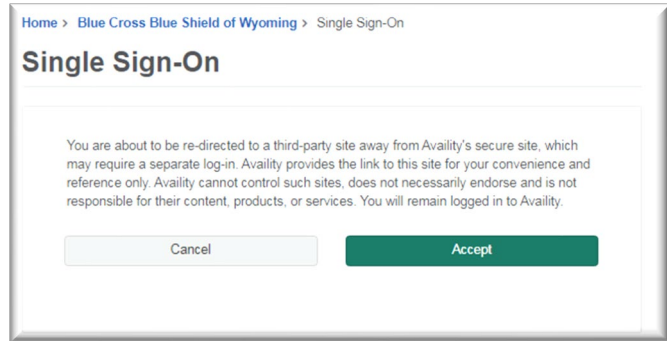 Home > Blue Cross Blue Shield of Wyoming > Single Sign-On
Single Sign-On
You are about to be re-directed to a third-party site away from Availity's secure site, which
may require a separate log-in. Availity provides the link to this site for your convenience and
reference only. Availity cannot control such sites, does not necessarily endorse and is not
responsible for their content, products, or services. You will remain logged in to Availity.
Cancel Accept